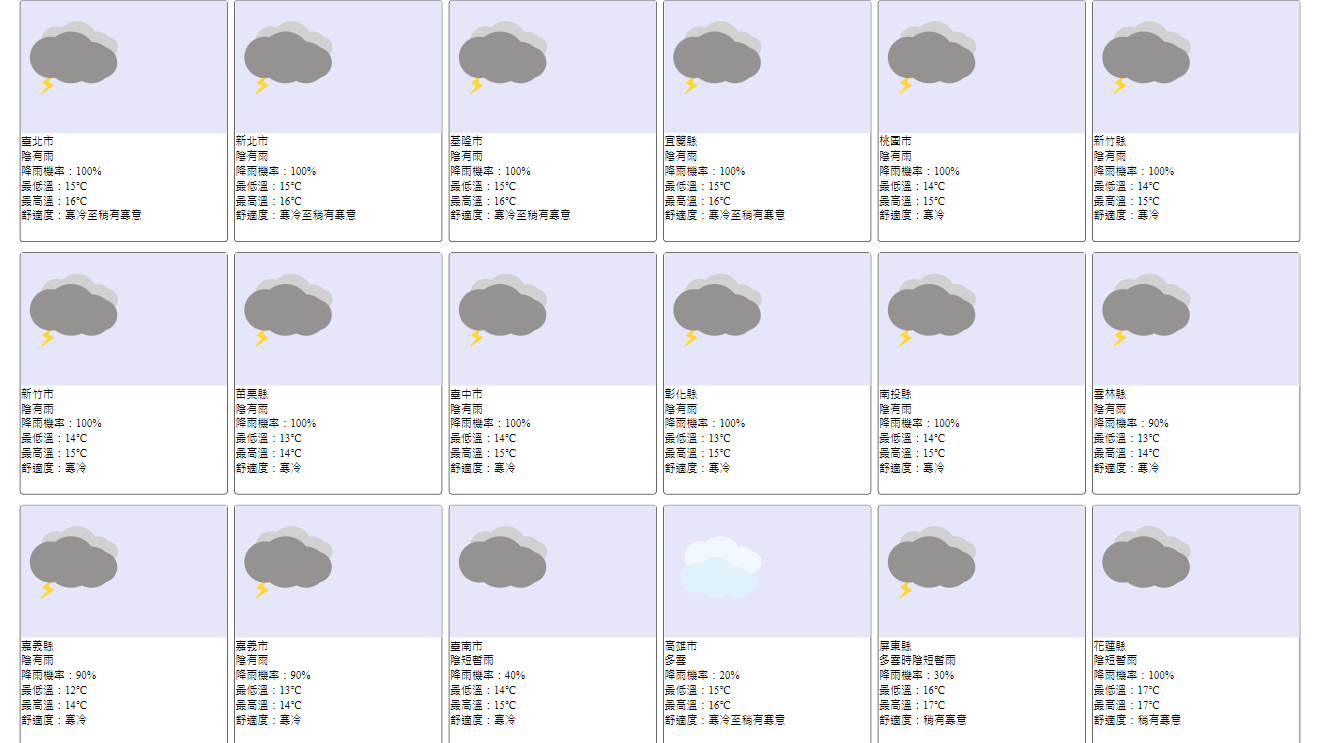 臺北市
陰有雨
降雨機率：100%
最低溫：15°C
最高溫：16°C
舒適度：寒冷至稍有寒意
新北市
陰有雨
降雨機率：100%
最低溫：15°C
最高溫：16°C
舒適度：寒冷至稍有寒意
基隆市
陰有雨
降雨機率：100%
最低溫：15°C
最高溫：16°C
舒適度：寒冷至稍有寒意
宜蘭縣
陰有雨
降雨機率：100%
最低溫：15°C
最高溫：16°C
舒適度：寒冷至稍有寒意
桃園市
陰有雨
降雨機率：100%
最低溫：14°C
最高溫：15°C
舒適度：寒冷
新竹縣
陰有雨
降雨機率：100%
最低溫：14°C
最高溫：15°C
舒適度：寒冷
新竹市
陰有雨
降雨機率：100%
最低溫：14°C
最高溫：15°C
舒適度：寒冷
苗栗縣
陰有雨
降雨機率：100%
最低溫：13°C
最高溫：14°C
舒適度：寒冷
臺中市
陰有雨
降雨機率：100%
最低溫：14°C
最高溫：15°C
舒適度：寒冷
彰化縣
陰有雨
降雨機率：100%
最低溫：13°C
最高溫：15°C
舒適度：寒冷
南投縣
陰有雨
降雨機率：100%
最低溫：14°C
最高溫：15°C
舒適度：寒冷
雲林縣
陰有雨
降雨機率：90%
最低溫：13°C
最高溫：14°C
舒適度：寒冷
嘉義縣
陰有雨
降雨機率：90%
最低溫：12°C
最高溫：14°C
舒適度：寒冷
嘉義市
陰有雨
降雨機率：90%
最低溫：13°C
最高溫：14°C
舒適度：寒冷
臺南市
陰短暫雨
降雨機率：40%
最低溫：14°C
最高溫：15°C
舒適度：寒冷
高雄市
多雲
降雨機率：20%
最低溫：15°C
最高溫：16°C
舒適度：寒冷至稍有寒意
屏東縣
多雲時陰短暫雨
降雨機率：30%
最低溫：16°C
最高溫：17°C
舒適度：稍有寒意
花蓮縣
陰短暫雨
降雨機率：100%
最低溫：17°C
最高溫：17°C
舒適度：稍有寒意